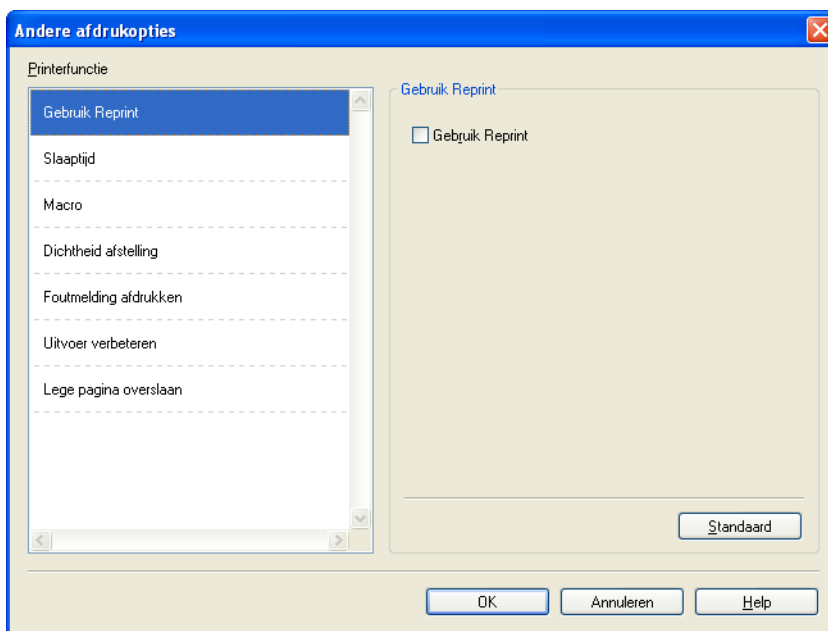 Andere afdrukopties
Printerfunctie
Gebruik Reprint
Slaaptijd
Macro
Dichtheid afstelling
Foutmelding afdrukken
Uitvoer verbeteren
Lege pagina overslaan
Gebruik Reprint
Gebruik Reprint
Standaard
OK
Annuleren
Help